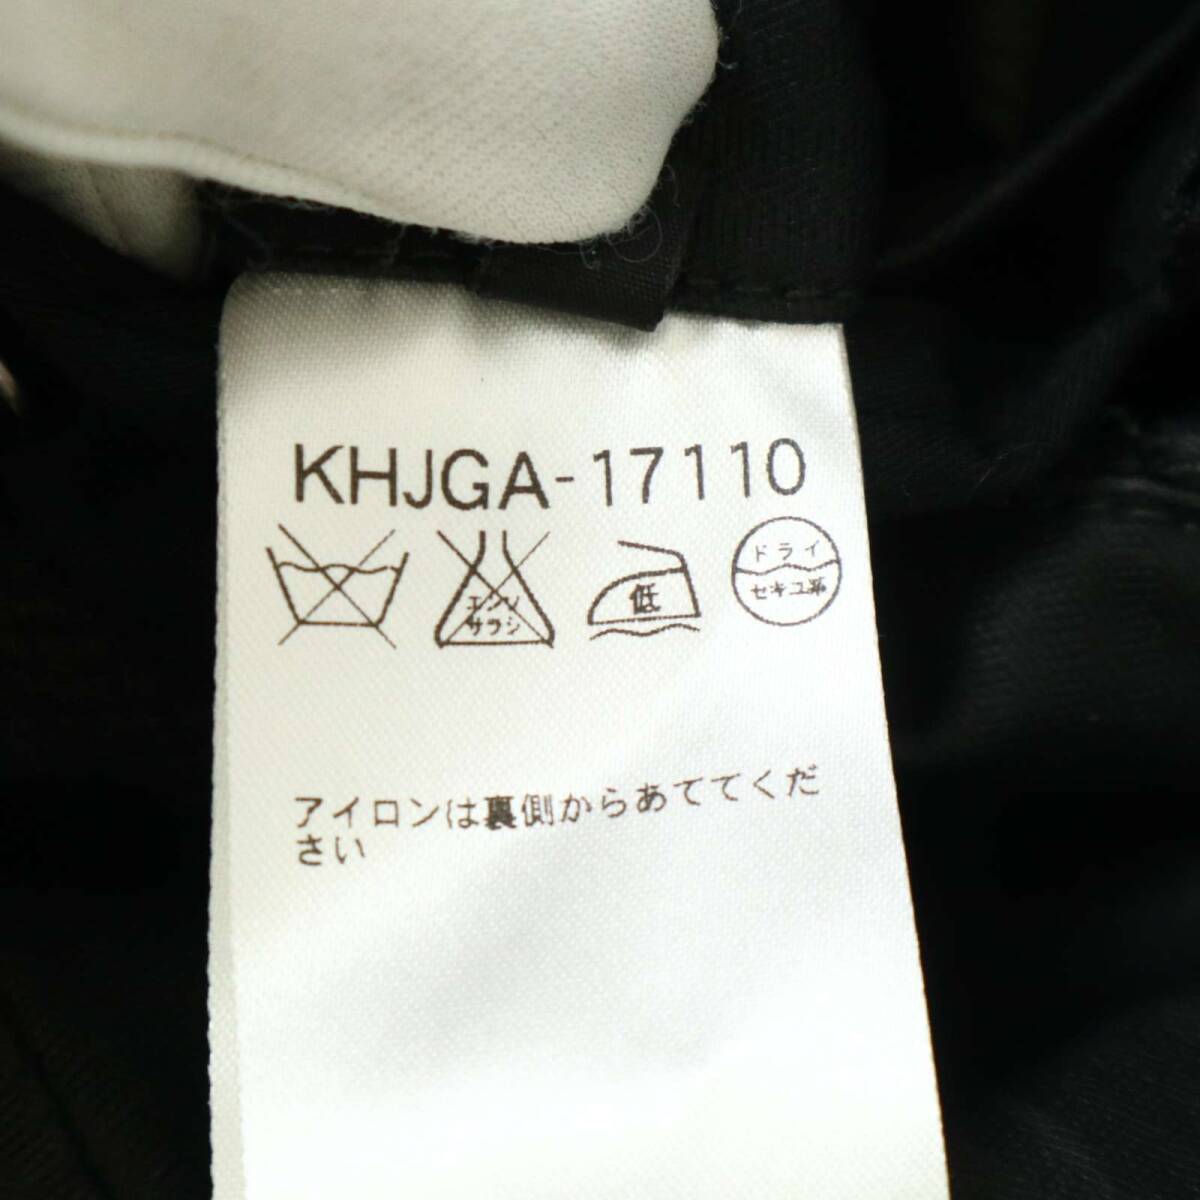 KHJGA-17110
エンソ
サラシ
低
ドライ
セキユ系
アイロンは裏側からあててくだ
さい